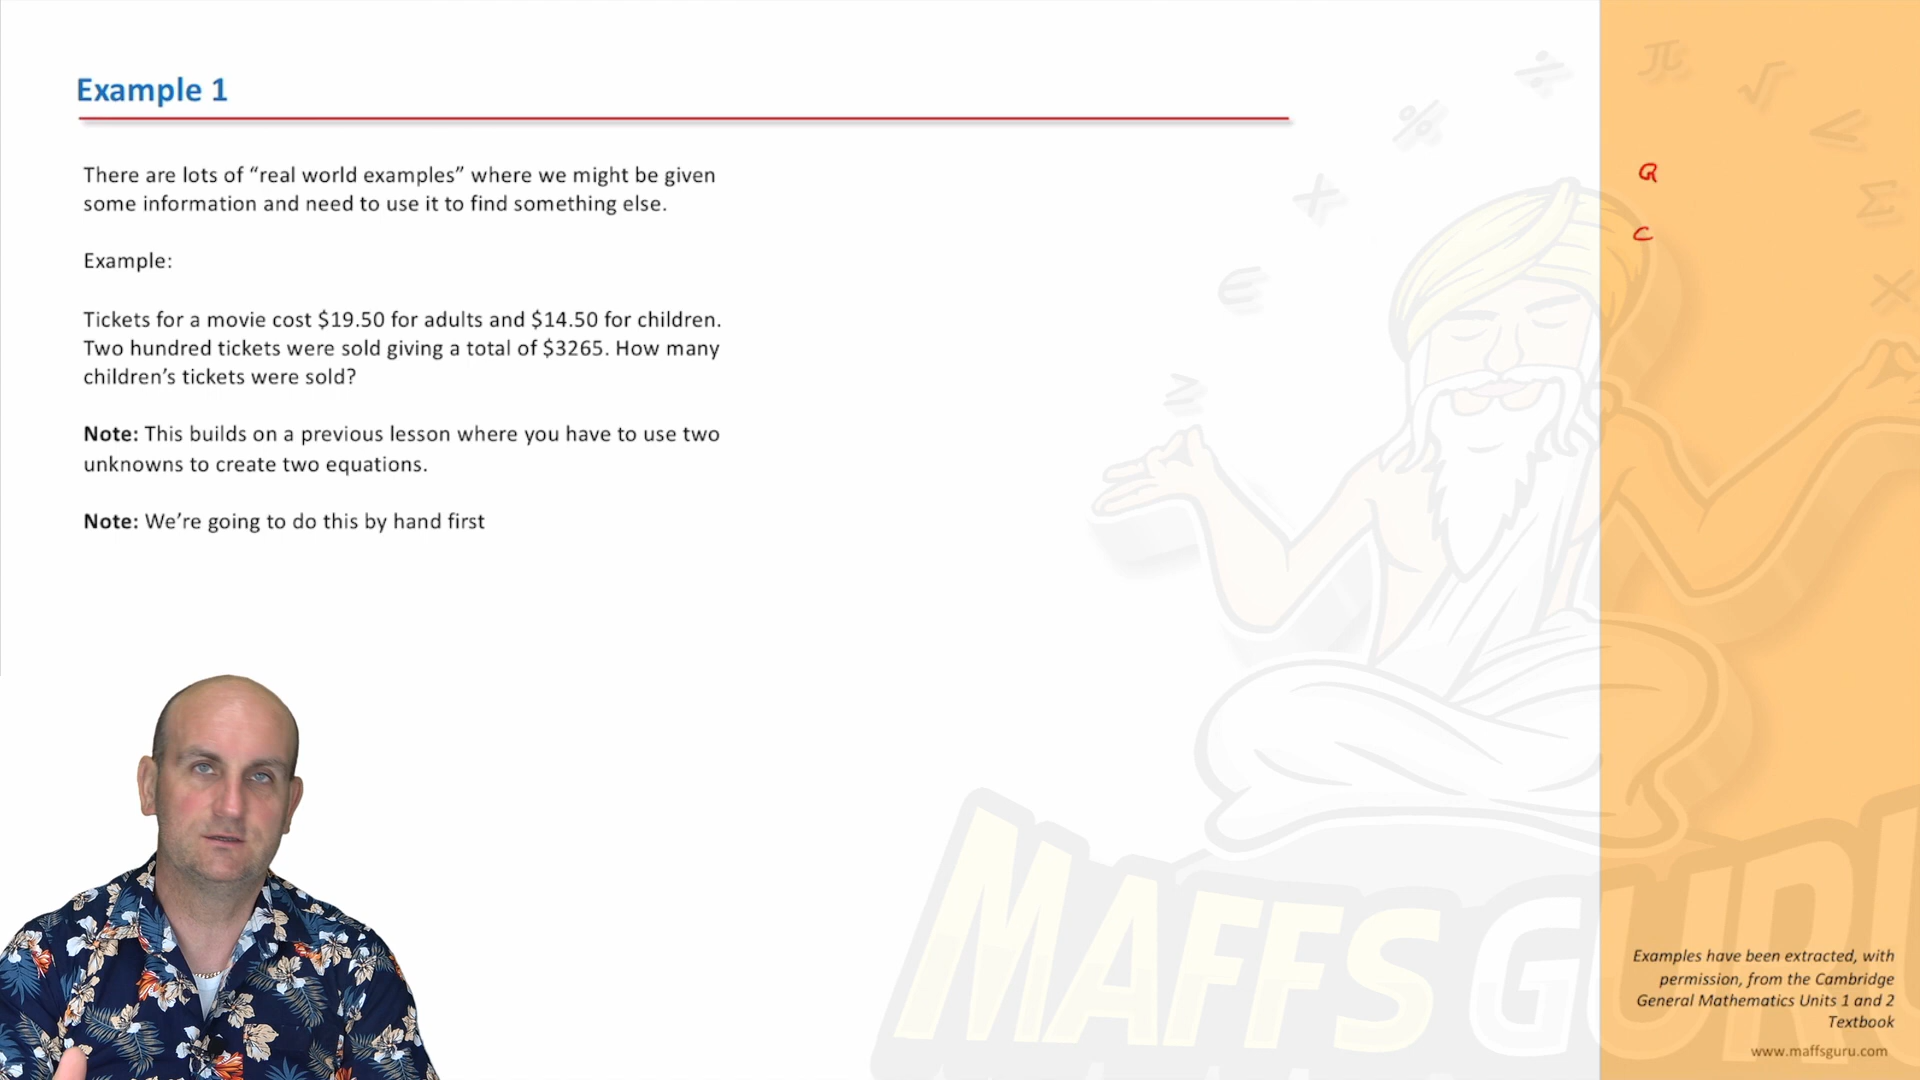 Example 1
There are lots of “real world examples” where we might be given
some information and need to use it to find something else.
Example:
Tickets for a movie cost $19.50 for adults and $14.50 for children.
Two hundred tickets were sold giving a total of $3265. How many
children’s tickets were sold?
Note: This builds on a previous lesson where you have to use two
unknowns to create two equations.
Note: We’re going to do this by hand first
C
MAFFS GURU
Examples have been extracted, with
permission, from the Cambridge
General Mathematics Units 1 and 2
Textbook
www.maffsguru.com